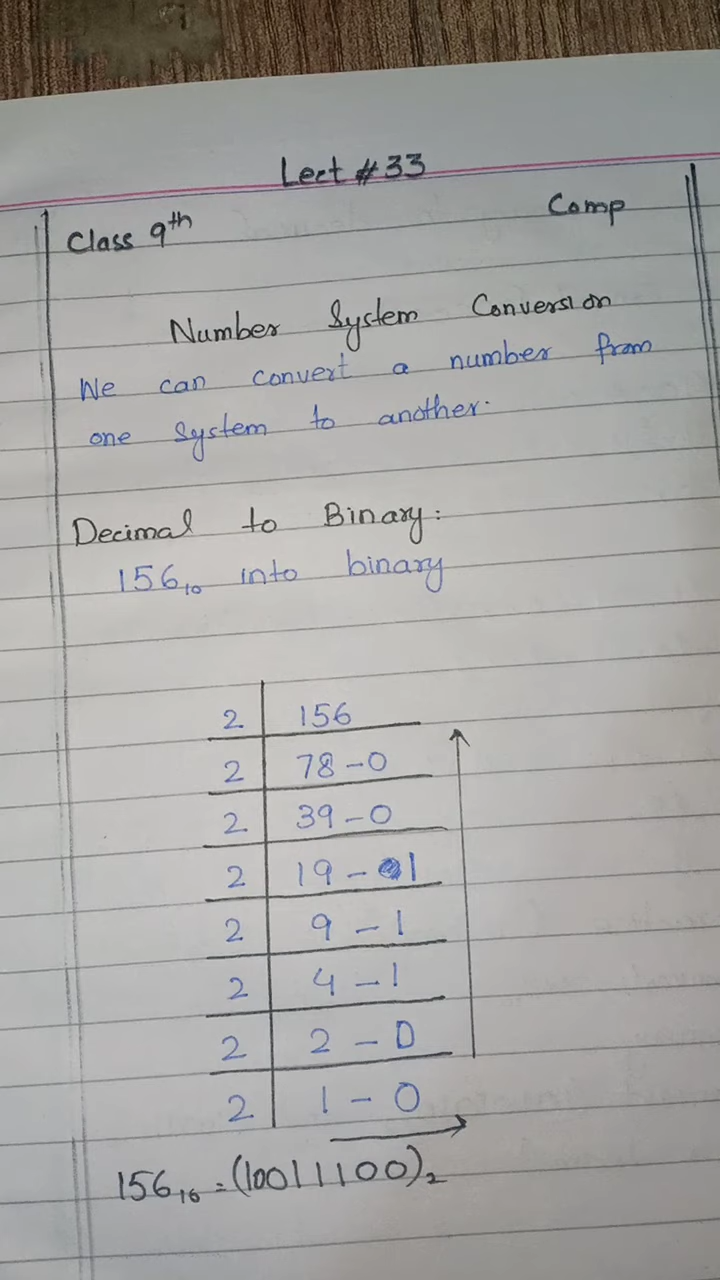 Lect # 33
Class 9th Comp
Number System Conversion
We can convert a number from
one system to another.
Decimal to Binary:
156₁₀ into binary
2 | 156
2 | 78 - 0
2 | 39 - 0
2 | 19 - 1
2 | 9 - 1
2 | 4 - 1
2 | 2 - 0
2 | 1 - 0
156₁₆ = (10011100)₂